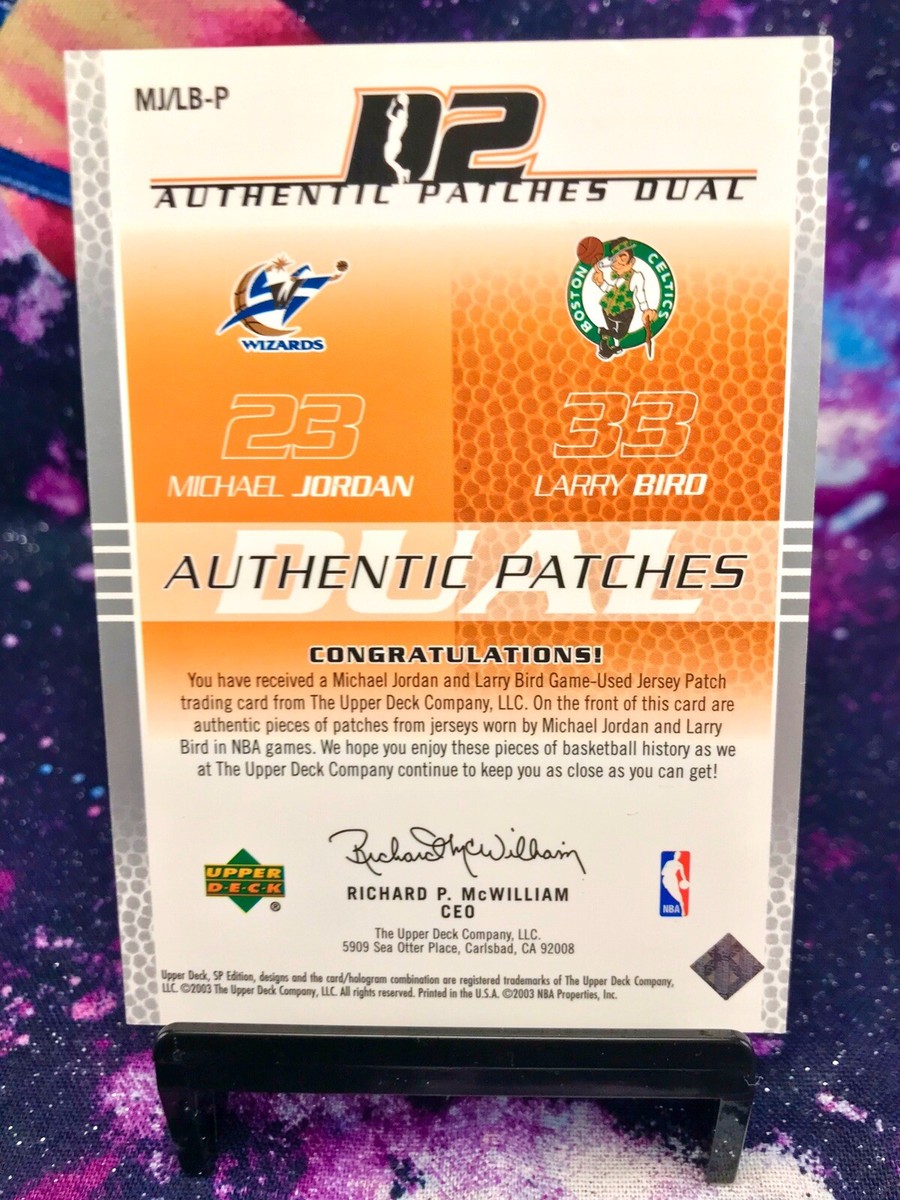 MJ/LB-P
D2
AUTHENTIC PATCHES DUAL
W
WIZARDS
BOSTON CELTICS
23
33
MICHAEL JORDAN
LARRY BIRD
DUAL
AUTHENTIC PATCHES
CONGRATULATIONS!
You have received a Michael Jordan and Larry Bird Game-Used Jersey Patch
trading card from The Upper Deck Company, LLC. On the front of this card are
authentic pieces of patches from jerseys worn by Michael Jordan and Larry
Bird in NBA games. We hope you enjoy these pieces of basketball history as we
at The Upper Deck Company continue to keep you as close as you can get!
Richard McWilliam
UPPER
D·E·C·K
®
RICHARD P. McWILLIAM
CEO
NBA
The Upper Deck Company, LLC.
5909 Sea Otter Place, Carlsbad, CA 92008
Upper Deck, SP Edition, designs and the card/hologram combination are registered trademarks of The Upper Deck Company,
LLC. ©2003 The Upper Deck Company, LLC. All rights reserved. Printed in the U.S.A. ©2003 NBA Properties, Inc.